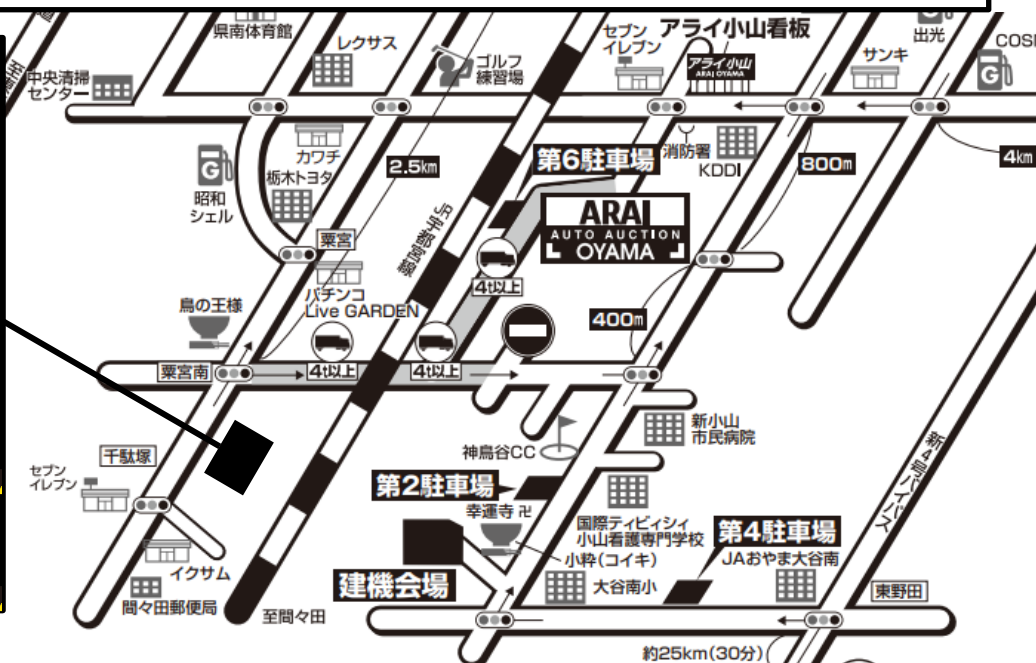 道
県南体育館
レクサス
ゴルフ
練習場
セブン
イレブン
アライ小山看板
アライ小山
ARAI OYAMA
サンキ
出光
G
中央清掃
センター
カワチ
栃木トヨタ
G
昭和
シェル
2.5km
第6駐車場
消防署
KDDI
800m
4km
ARAI
AUTO AUCTION
OYAMA
JR宇都宮線
粟宮
パチンコ
Live GARDEN
4t以上
400m
鳥の王様
粟宮南
4t以上
4t以上
神鳥谷CC
新小山
市民病院
新4号バイパス
千駄塚
セブン
イレブン
第2駐車場
幸運寺 卍
国際ティビィシィ
小山看護専門学校
小粋(コイキ)
第4駐車場
JAおやま大谷南
イクサム
間々田郵便局
至間々田
建機会場
大谷南小
東野田
約25km(30分)